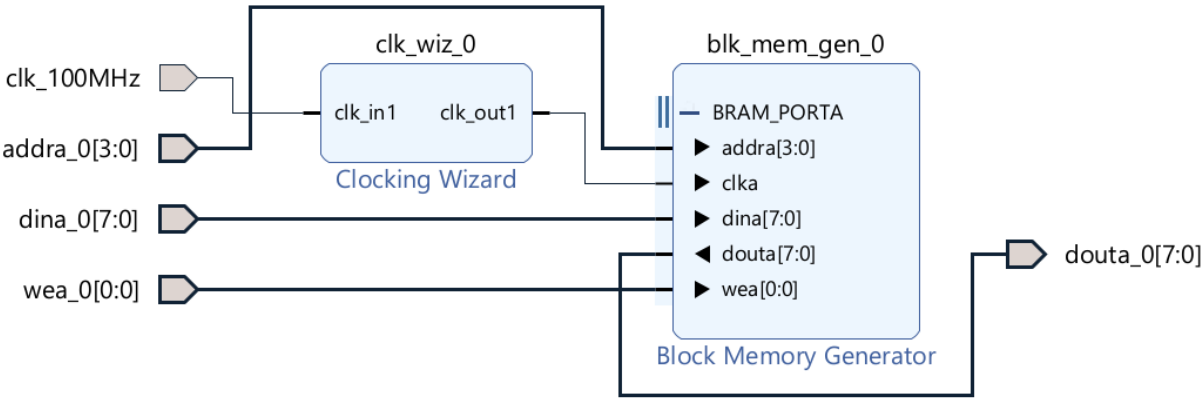 clk_100MHz
addra_0[3:0]
dina_0[7:0]
wea_0[0:0]
clk_wiz_0
clk_in1 clk_out1
Clocking Wizard
blk_mem_gen_0
BRAM_PORTA
addra[3:0]
clka
dina[7:0]
douta[7:0]
wea[0:0]
Block Memory Generator
douta_0[7:0]